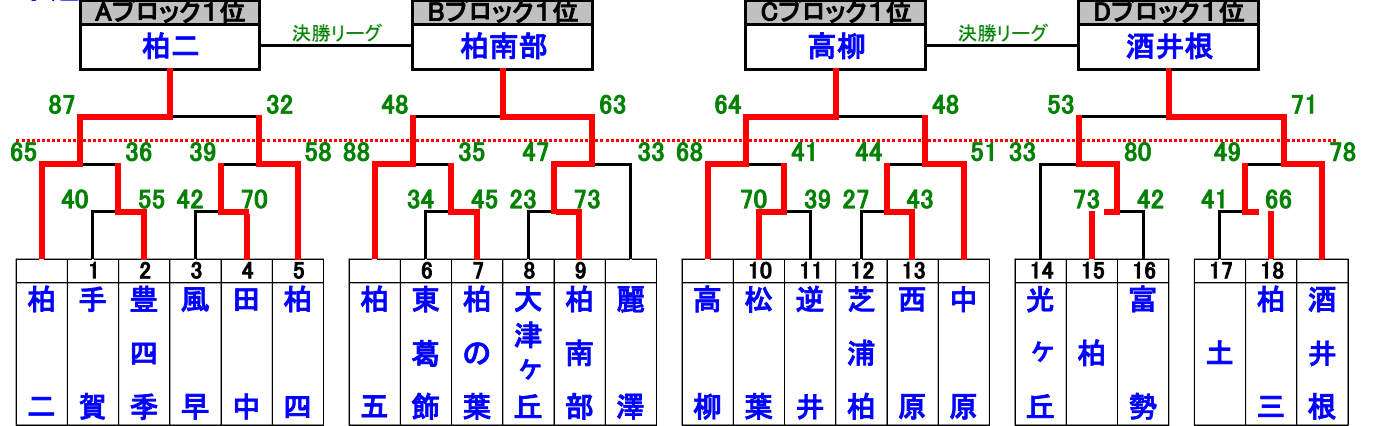 Aブロック1位
Bブロック1位
Cブロック1位
Dブロック1位
柏二
決勝リーグ
柏南部
高柳
決勝リーグ
酒井根
87 32 48 63 64 48 53 71
65 36 39 58 88 35 47 33 68 41 44 51 33 80 49 78
40 55 42 70 34 45 23 73 70 39 27 43 73 42 41 66
1 2 3 4 5 6 7 8 9 10 11 12 13 14 15 16 17 18
柏二
手賀
豊四季
風早
田中
柏四
柏五
東葛飾
柏の葉
大津ヶ丘
柏南部
麗澤
高柳
松葉
逆井
芝浦柏
西原
中原
光ケ丘
柏
富勢
土
柏三
酒井根